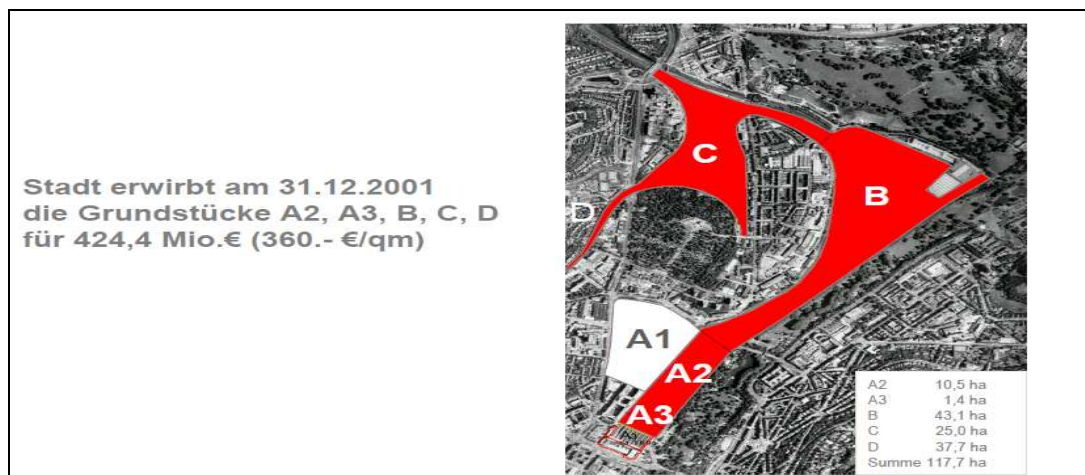 Stadt erwirbt am 31.12.2001
die Grundstücke A2, A3, B, C, D
für 424,4 Mio.€ (360.- €/qm)
C
B
D
A1
A2
A3
A2 10,5 ha
A3 1,4 ha
B 43,1 ha
C 25,0 ha
D 37,7 ha
Summe 117,7 ha